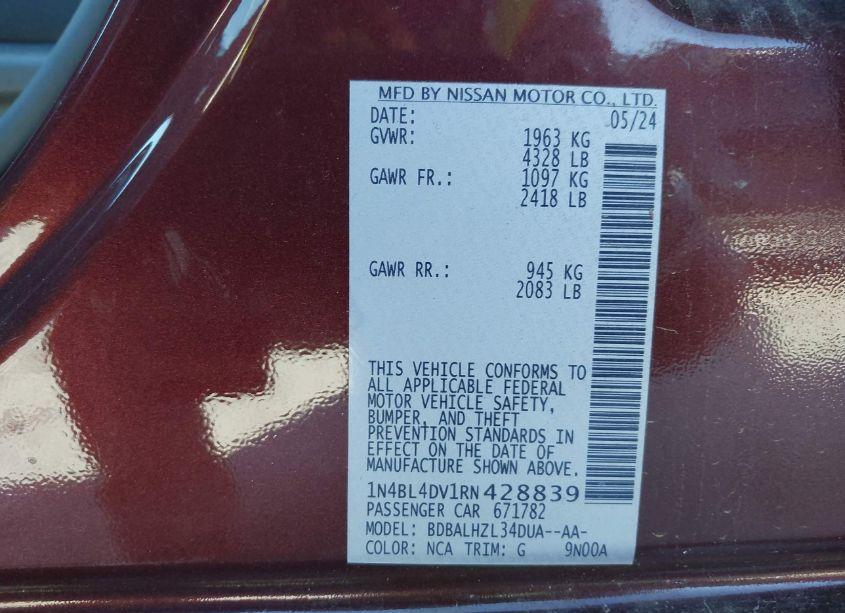 MFD BY NISSAN MOTOR CO., LTD.
DATE: 05/24
GVWR: 1963 KG
4328 LB
GAWR FR.: 1097 KG
2418 LB
GAWR RR.: 945 KG
2083 LB
THIS VEHICLE CONFORMS TO
ALL APPLICABLE FEDERAL
MOTOR VEHICLE SAFETY,
BUMPER, AND THEFT
PREVENTION STANDARDS IN
EFFECT ON THE DATE OF
MANUFACTURE SHOWN ABOVE.
1N4BL4DV1RN428839
PASSENGER CAR 671782
MODEL: BDBALHZL34DUA--AA-
COLOR: NCA TRIM: G 9N00A